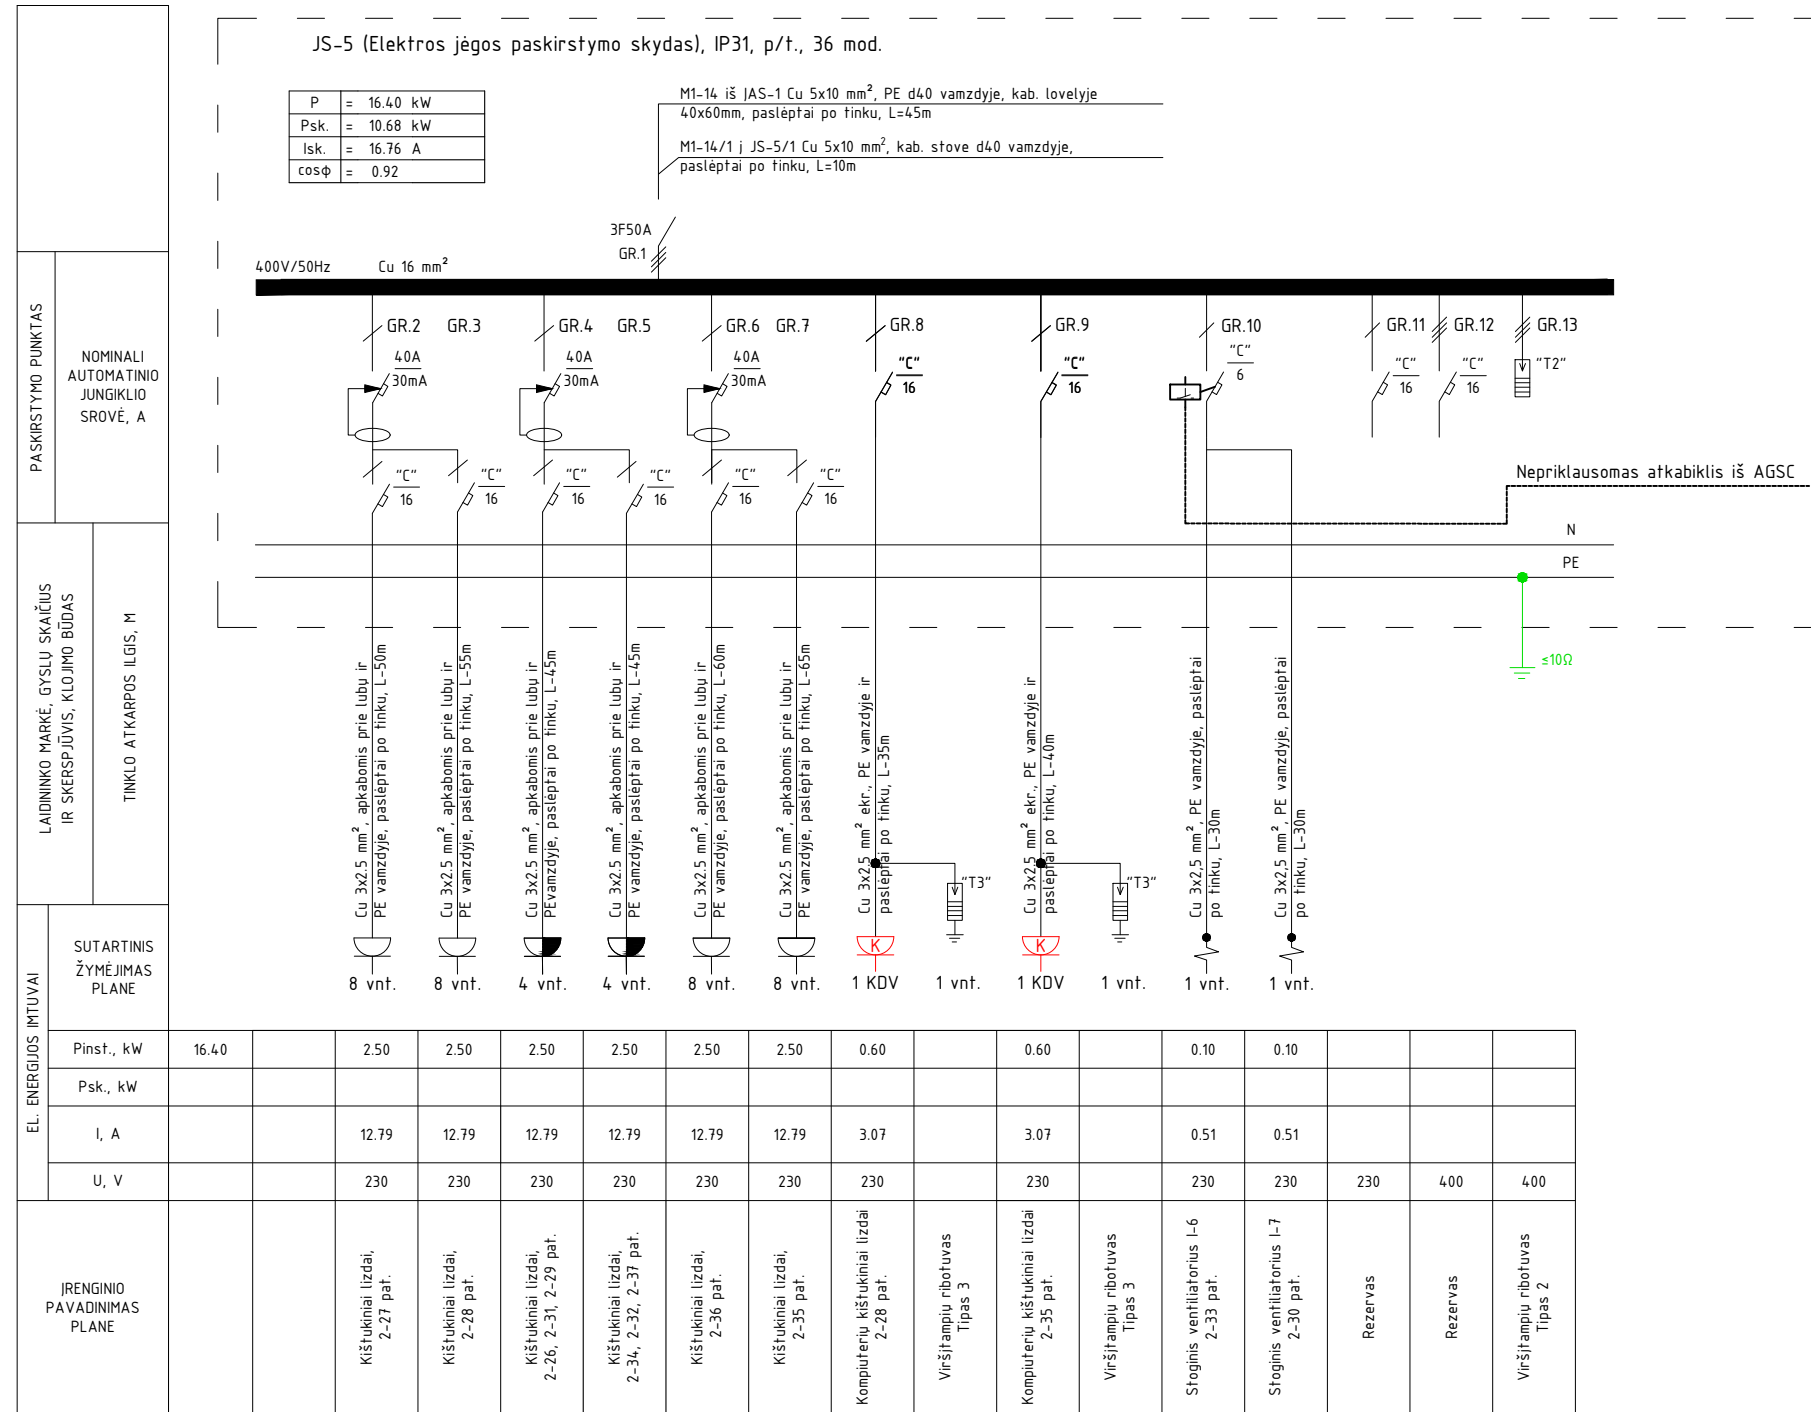 JS-5 (Elektros jėgos paskirstymo skydas), IP31, p/t., 36 mod.
P = 16.40 kW
Psk. = 10.68 kW
Isk. = 16.76 A
cosφ = 0.92
M1-14 iš JAS-1 Cu 5x10 mm², PE d40 vamzdyje, kab. lovelyje
40x60mm, paslėptai po tinku, L=45m
M1-14/1 į JS-5/1 Cu 5x10 mm², kab. stove d40 vamzdyje,
paslėptai po tinku, L=10m
3F50A
GR.1
400V/50Hz Cu 16 mm²
PASKIRSTYMO PUNKTAS
NOMINALI
AUTOMATINIO
JUNGIKLIO
SROVĖ, A
GR.2 GR.3 GR.4 GR.5 GR.6 GR.7 GR.8 GR.9 GR.10 GR.11 GR.12 GR.13
40A
30mA
40A
30mA
40A
30mA
"C"
16
"C"
16
"C"
6
"C"
16
"C"
16
"T2"
"C"
16
"C"
16
"C"
16
"C"
16
"C"
16
"C"
16
Nepriklausomas atkabiklis iš AGSC
N
PE
≤10Ω
LAIDININKO MARKĖ, GYSLŲ SKAIČIUS
IR SKERSPJŪVIS, KLOJIMO BŪDAS
TINKLO ATKARPOS ILGIS, M
Cu 3x2.5 mm², apkabomis prie lubų ir
PE vamzdyje, paslėptai po tinku, L-50m
Cu 3x2.5 mm², apkabomis prie lubų ir
PE vamzdyje, paslėptai po tinku, L-55m
Cu 3x2.5 mm², apkabomis prie lubų ir
PEvamzdyje, paslėptai po tinku, L-45m
Cu 3x2.5 mm², apkabomis prie lubų ir
PE vamzdyje, paslėptai po tinku, L-45m
Cu 3x2.5 mm², apkabomis prie lubų ir
PE vamzdyje, paslėptai po tinku, L-60m
Cu 3x2.5 mm², apkabomis prie lubų ir
PE vamzdyje, paslėptai po tinku, L-65m
Cu 3x2,5 mm² ekr., PE vamzdyje ir
paslėptai po tinku, L-35m
Cu 3x2,5 mm² ekr., PE vamzdyje ir
paslėptai po tinku, L-40m
Cu 3x2,5 mm², PE vamzdyje, paslėptai
po tinku, L-30m
Cu 3x2,5 mm², PE vamzdyje, paslėptai
po tinku, L-30m
"T3"
"T3"
EL. ENERGIJOS IMTUVAI
SUTARTINIS
ŽYMĖJIMAS
PLANE
K
K
8 vnt. 8 vnt. 4 vnt. 4 vnt. 8 vnt. 8 vnt. 1 KDV 1 vnt. 1 KDV 1 vnt. 1 vnt. 1 vnt.
Pinst., kW 16.40 2.50 2.50 2.50 2.50 2.50 2.50 0.60 0.60 0.10 0.10
Psk., kW
I, A 12.79 12.79 12.79 12.79 12.79 12.79 3.07 3.07 0.51 0.51
U, V 230 230 230 230 230 230 230 230 230 230 230 400 400
ĮRENGINIO
PAVADINIMAS
PLANE
Kištukiniai lizdai,
2-27 pat.
Kištukiniai lizdai,
2-28 pat.
Kištukiniai lizdai,
2-26, 2-31, 2-29 pat.
Kištukiniai lizdai,
2-34, 2-32, 2-37 pat.
Kištukiniai lizdai,
2-36 pat.
Kištukiniai lizdai,
2-35 pat.
Kompiuterių kištukiniai lizdai
2-28 pat.
Viršįtampių ribotuvas
Tipas 3
Kompiuterių kištukiniai lizdai
2-35 pat.
Viršįtampių ribotuvas
Tipas 3
Stoginis ventiliatorius I-6
2-33 pat.
Stoginis ventiliatorius I-7
2-30 pat.
Rezervas
Rezervas
Viršįtampių ribotuvas
Tipas 2